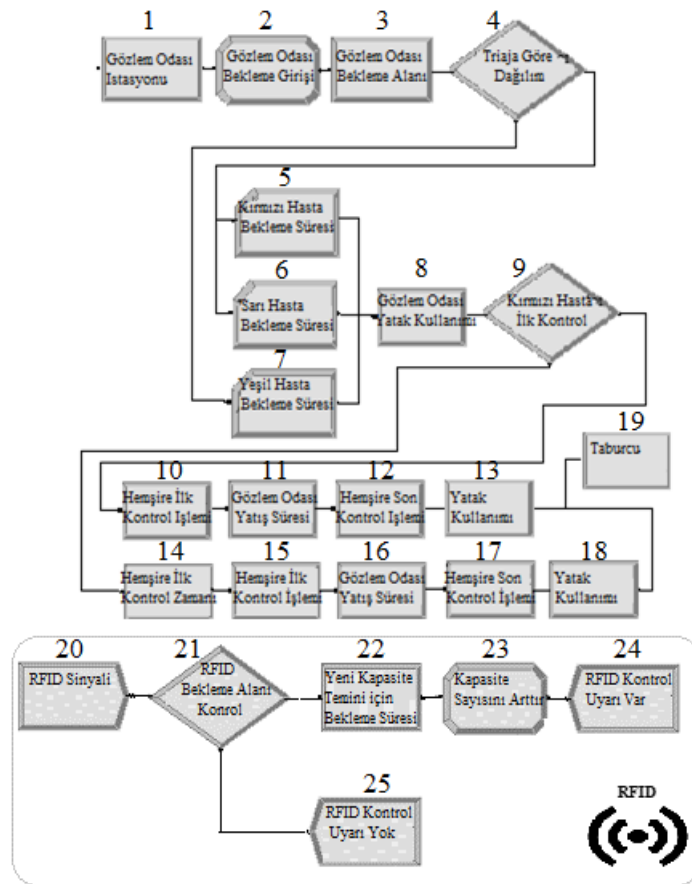 1
2
3
4
Gözlem Odası
İstasyonu
Gözlem Odası
Bekleme Girişi
Gözlem Odası
Bekleme Alanı
Triaja Göre
Dağılım
5
Kırmızı Hasta
Bekleme Süresi
6
Sarı Hasta
Bekleme Süresi
7
Yeşil Hasta
Bekleme Süresi
8
Gözlem Odası
Yatak Kullanımı
9
Kırmızı Hasta
İlk Kontrol
19
Taburcu
10
Hemşire İlk
Kontrol İşlemi
11
Gözlem Odası
Yatış Süresi
12
Hemşire Son
Kontrol İşlemi
13
Yatak
Kullanımı
14
Hemşire İlk
Kontrol Zamanı
15
Hemşire İlk
Kontrol İşlemi
16
Gözlem Odası
Yatış Süresi
17
Hemşire Son
Kontrol İşlemi
18
Yatak
Kullanımı
20
RFID Sinyali
21
RFID
Bekleme Alanı
Konrol
22
Yeni Kapasite
Temini için
Bekleme Süresi
23
Kapasite
Sayısını Arttır
24
RFID Kontrol
Uyarı Var
25
RFID Kontrol
Uyarı Yok
RFID